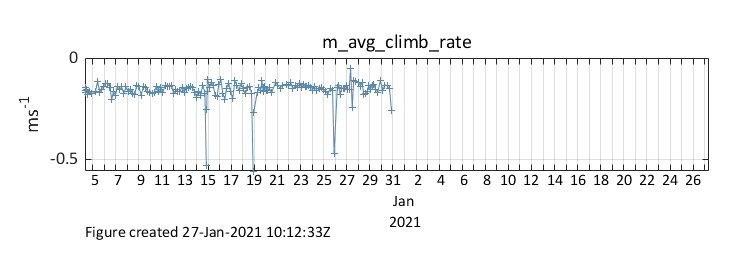 m_avg_climb_rate
0
-0.5
ms-1
5 7 9 11 13 15 17 19 21 23 25 27 29 31 2 4 6 8 10 12 14 16 18 20 22 24 26
Jan
2021
Figure created 27-Jan-2021 10:12:33Z